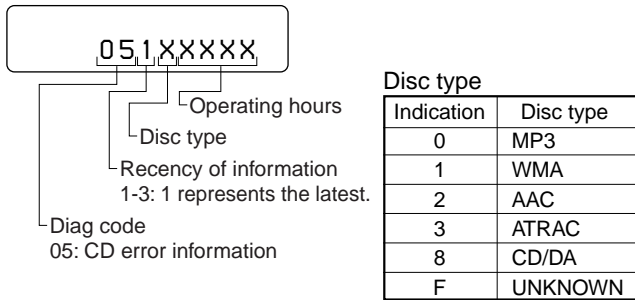 051XXXXX
Operating hours
Disc type
Recency of information
1-3: 1 represents the latest.
Diag code
05: CD error information
Disc type
Indication Disc type
0 MP3
1 WMA
2 AAC
3 ATRAC
8 CD/DA
F UNKNOWN